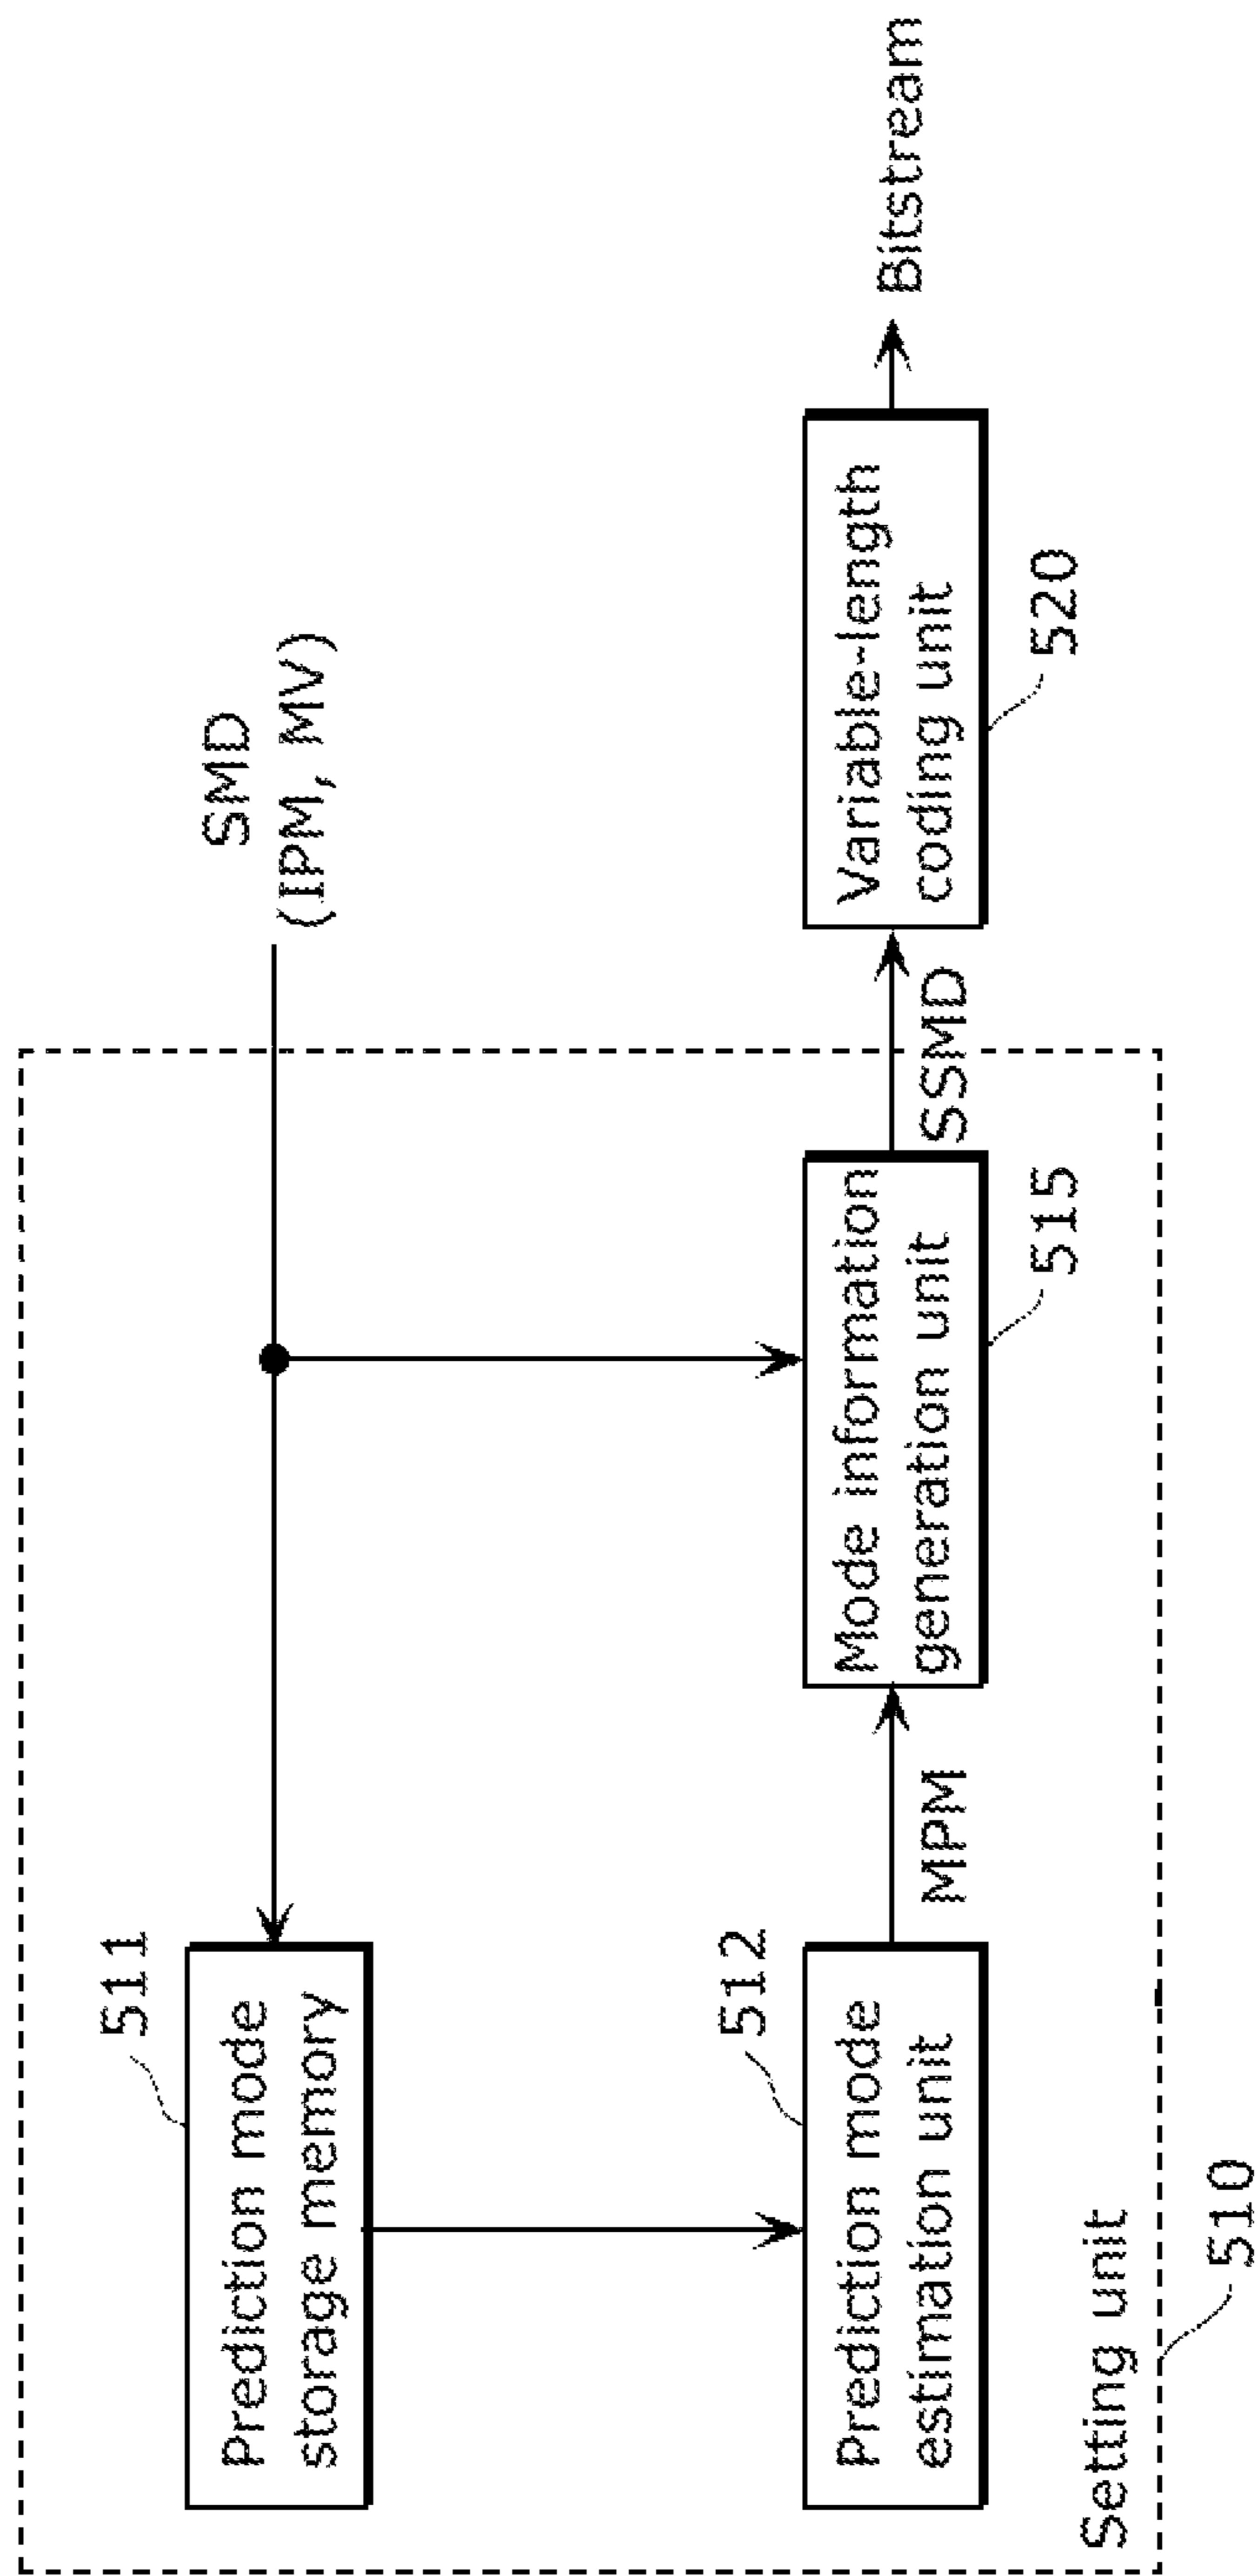 SMD
(IPM, MV)
511
Prediction mode
storage memory
512
Prediction mode
estimation unit
MPM
Mode information
generation unit
515
SSMD
Variable-length
coding unit
520
Bitstream
Setting unit
510